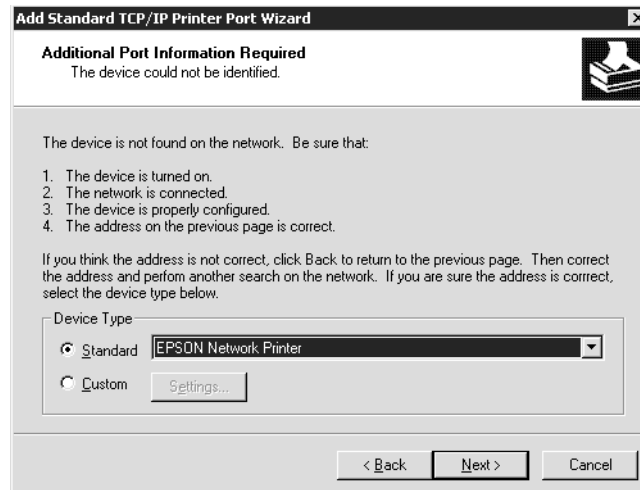 Add Standard TCP/IP Printer Port Wizard
Additional Port Information Required
The device could not be identified.
The device is not found on the network. Be sure that:
1. The device is turned on.
2. The network is connected.
3. The device is properly configured.
4. The address on the previous page is correct.
If you think the address is not correct, click Back to return to the previous page. Then correct
the address and perfom another search on the network. If you are sure the address is corrrect,
select the device type below.
Device Type
Standard EPSON Network Printer
Custom Settings...
< Back Next > Cancel